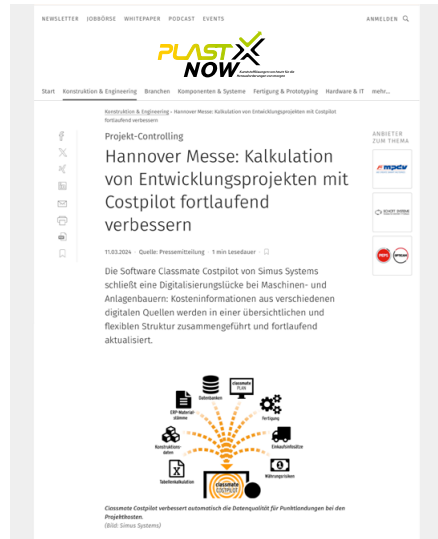 NEWSLETTER JOBBÖRSE WHITEPAPER PODCAST EVENTS
ANMELDEN
PLASTX
NOW
Start Konstruktion & Engineering Branchen Komponenten & Systeme Fertigung & Prototyping Hardware & IT mehr...
Konstruktion & Engineering › Hannover Messe: Kalkulation von Entwicklungsprojekten mit Costpilot
fortlaufend verbessern
ANBIETER
ZUM THEMA
Projekt-Controlling
Hannover Messe: Kalkulation
von Entwicklungsprojekten mit
Costpilot fortlaufend
verbessern
mpdv
11.03.2024 · Quelle: Pressemitteilung · 1 min Lesedauer
Die Software Classmate Costpilot von Simus Systems
schließt eine Digitalisierungslücke bei Maschinen- und
Anlagenbauern: Kosteninformationen aus verschiedenen
digitalen Quellen werden in einer übersichtlichen und
flexiblen Struktur zusammengeführt und fortlaufend
aktualisiert.
classmate
PLAN
Datenbanken
ERP-Material-
stämme
Fertigung
Konstruktions-
daten
Einkaufsinfosätze
Tabellenkalkulation
Währungsrisiken
classmate
COSTPILOT
Classmate Costpilot verbessert automatisch die Datenqualität für Punktlandungen bei den
Projektkosten.
(Bild: Simus Systems)